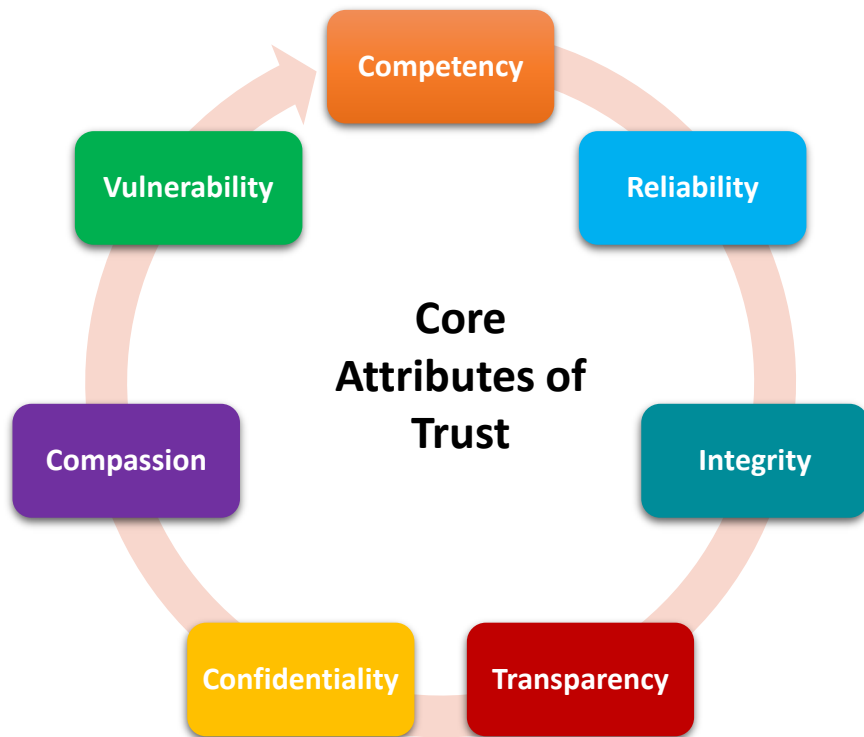 Competency
Reliability
Integrity
Transparency
Confidentiality
Compassion
Vulnerability
Core
Attributes of
Trust